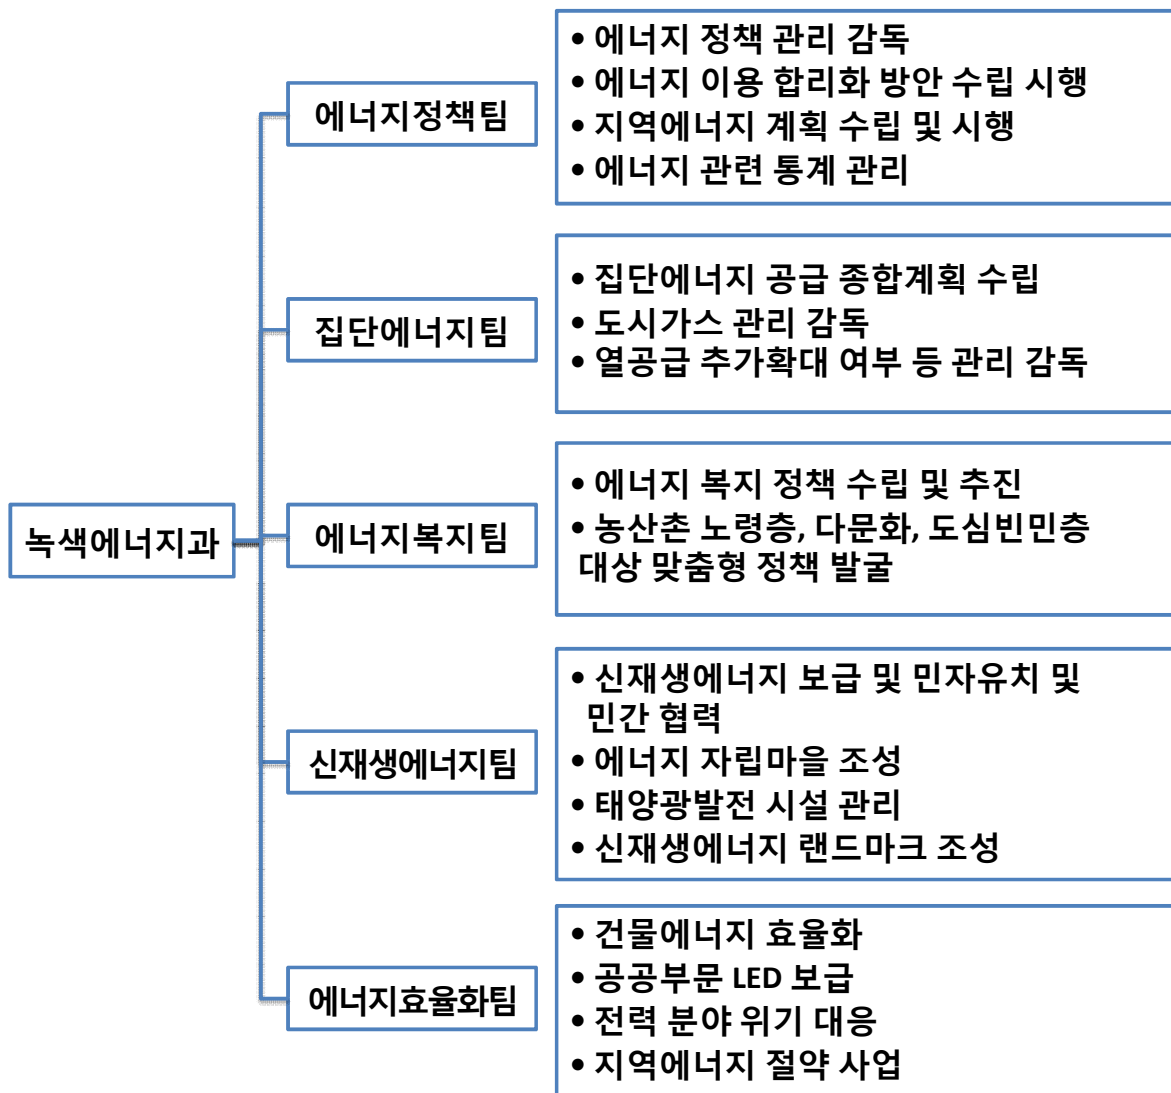 녹색에너지과
에너지정책팀
• 에너지 정책 관리 감독
• 에너지 이용 합리화 방안 수립 시행
• 지역에너지 계획 수립 및 시행
• 에너지 관련 통계 관리
집단에너지팀
• 집단에너지 공급 종합계획 수립
• 도시가스 관리 감독
• 열공급 추가확대 여부 등 관리 감독
에너지복지팀
• 에너지 복지 정책 수립 및 추진
• 농산촌 노령층, 다문화, 도심빈민층
대상 맞춤형 정책 발굴
신재생에너지팀
• 신재생에너지 보급 및 민자유치 및
민간 협력
• 에너지 자립마을 조성
• 태양광발전 시설 관리
• 신재생에너지 랜드마크 조성
에너지효율화팀
• 건물에너지 효율화
• 공공부문 LED 보급
• 전력 분야 위기 대응
• 지역에너지 절약 사업